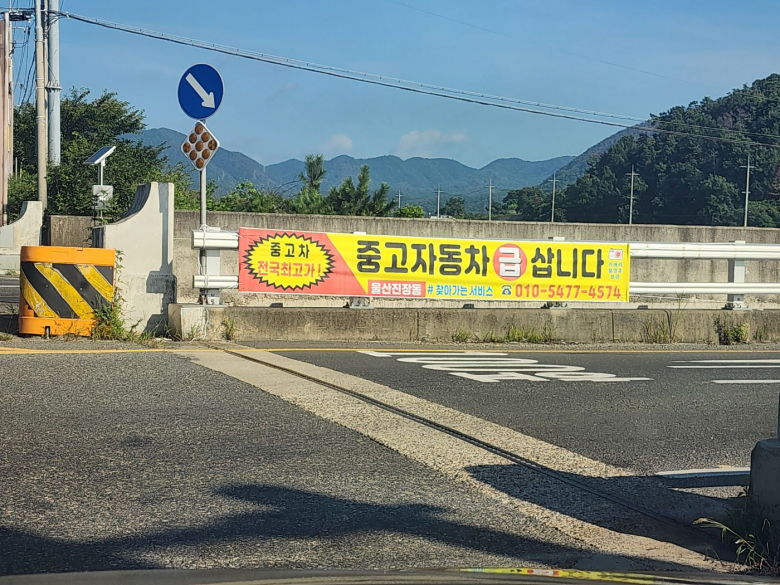 중고차
전국최고가!
중고자동차 급 삽니다
울산진장동 #찾아가는 서비스 ☎ 010-5477-4574